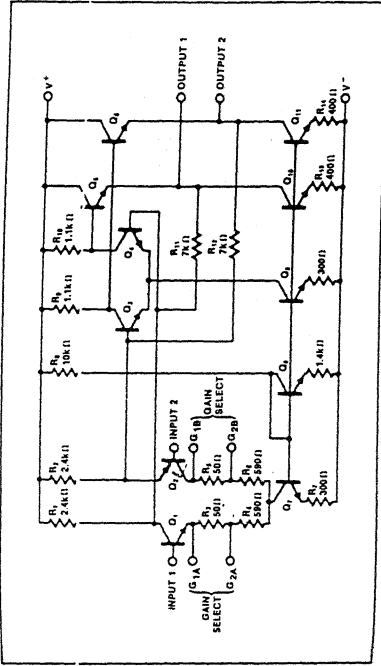 V+
R1
2.4kΩ
R2
2.4kΩ
R8
10kΩ
R9
1.1kΩ
R10
1.1kΩ
Q6
Q5
Q3
Q4
OUTPUT 1
OUTPUT 2
R11
7kΩ
R12
7kΩ
INPUT 1
Q1
Q2
INPUT 2
G1A
G1B
GAIN
SELECT
GAIN
SELECT
G2A
G2B
R3
50Ω
R5
50Ω
R4
590Ω
R6
590Ω
Q7
Q10
Q11
R7
300Ω
1.4kΩ
300Ω
R13
400Ω
R14
400Ω
V-